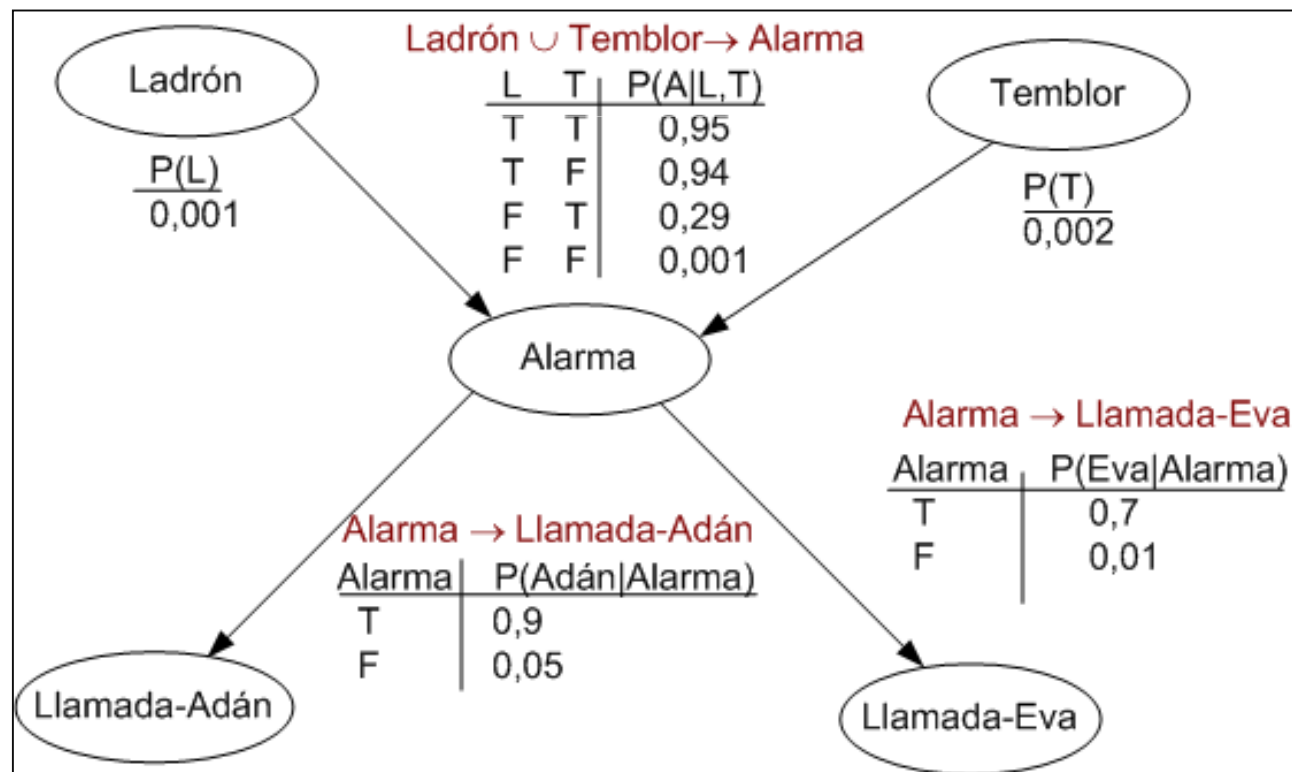 Ladrón ∪ Temblor→ Alarma
Ladrón
Temblor
L T P(A|L,T)
T T 0,95
T F 0,94
F T 0,29
F F 0,001
P(L)
0,001
P(T)
0,002
Alarma
Alarma → Llamada-Eva
Alarma P(Eva|Alarma)
T 0,7
F 0,01
Alarma → Llamada-Adán
Alarma P(Adán|Alarma)
T 0,9
F 0,05
Llamada-Adán
Llamada-Eva